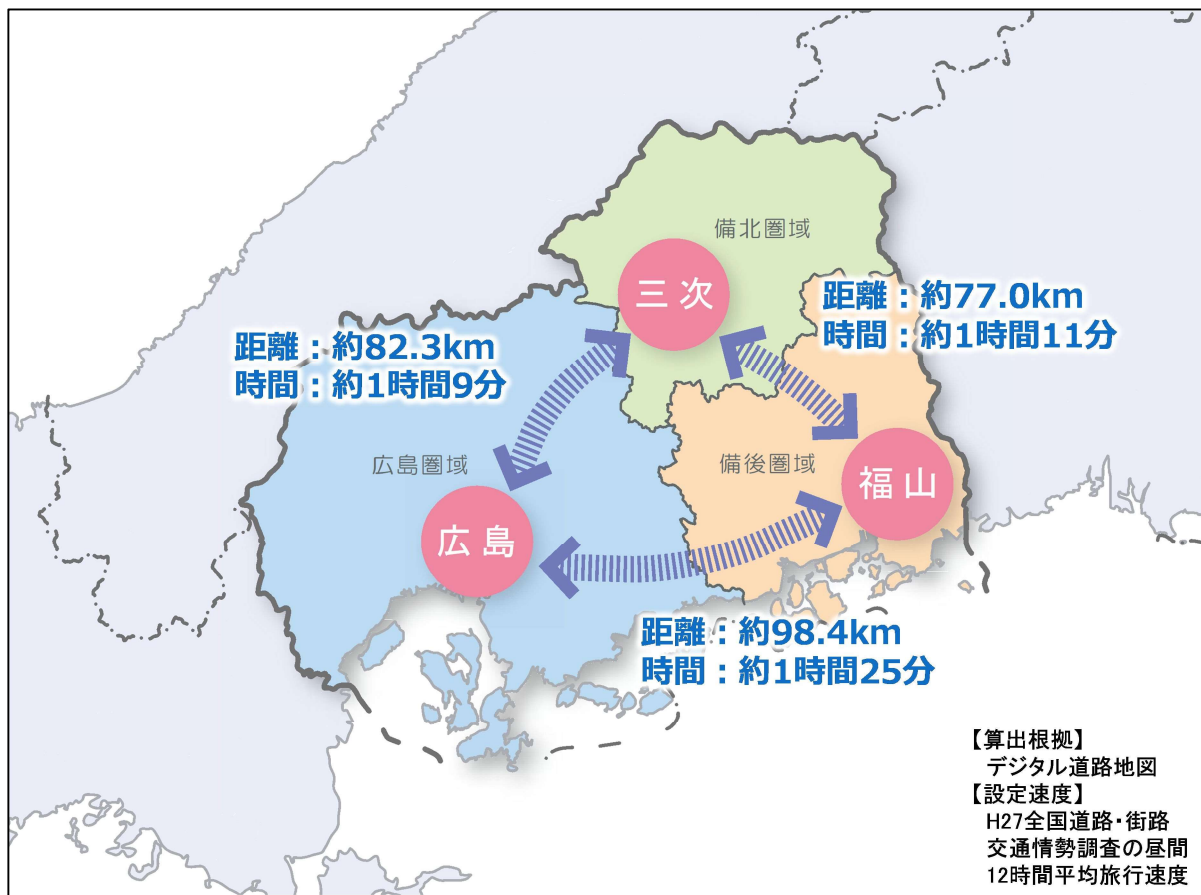 備北圏域
三次
距離：約77.0km
時間：約1時間11分
距離：約82.3km
時間：約1時間9分
広島圏域
備後圏域
福山
広島
距離：約98.4km
時間：約1時間25分
【算出根拠】
デジタル道路地図
【設定速度】
H27全国道路・街路
交通情勢調査の昼間
12時間平均旅行速度